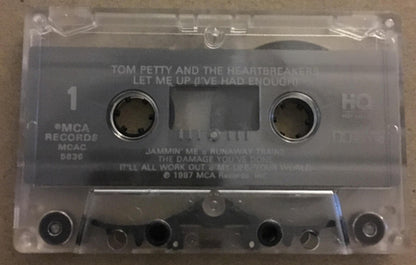 TOM PETTY AND THE HEARTBREAKERS
LET ME UP (I'VE HAD ENOUGH)
1
HQ
®MCA
RECORDS
MCAC
5836
JAMMIN' ME o RUNAWAY TRAINS
THE DAMAGE YOU'VE DONE
IT'LL ALL WORK OUT o MY LIFE/YOUR WORLD
℗ 1987 MCA Records, Inc.